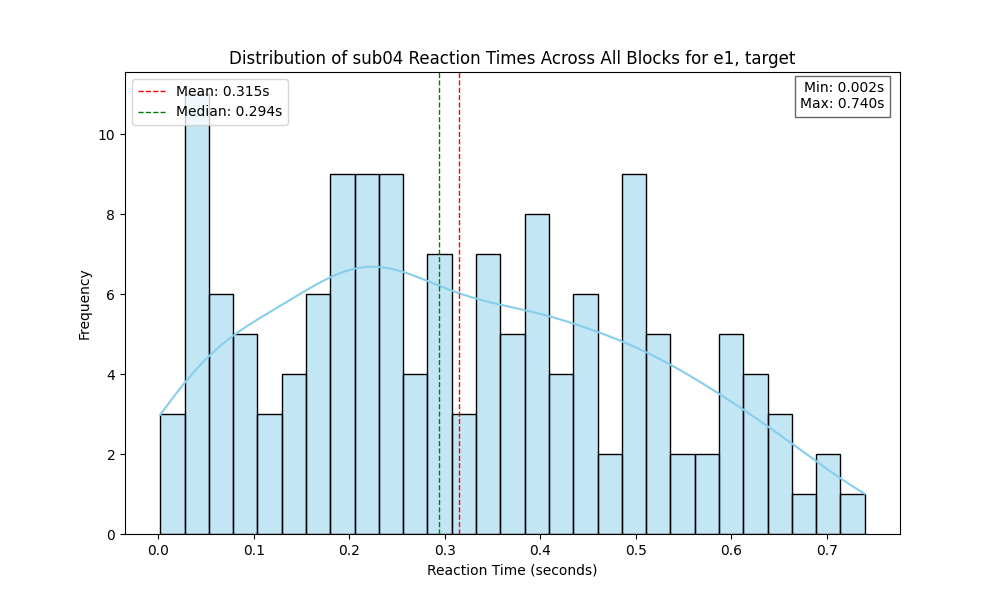 Distribution of sub04 Reaction Times Across All Blocks for e1, target
Mean: 0.315s
Median: 0.294s
Min: 0.002s
Max: 0.740s
Frequency
10
8
6
4
2
0
0.0 0.1 0.2 0.3 0.4 0.5 0.6 0.7
Reaction Time (seconds)